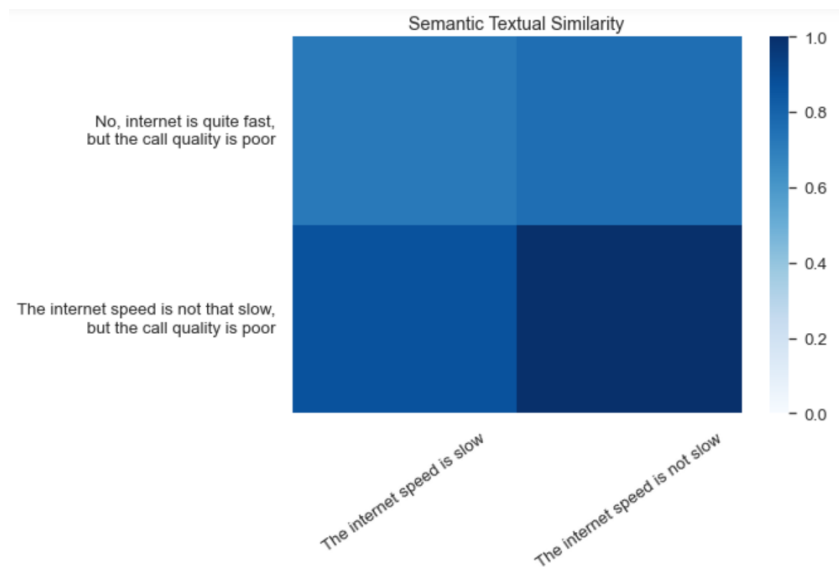 Semantic Textual Similarity
No, internet is quite fast,
but the call quality is poor
The internet speed is not that slow,
but the call quality is poor
The internet speed is slow
The internet speed is not slow
1.0
0.8
0.6
0.4
0.2
0.0